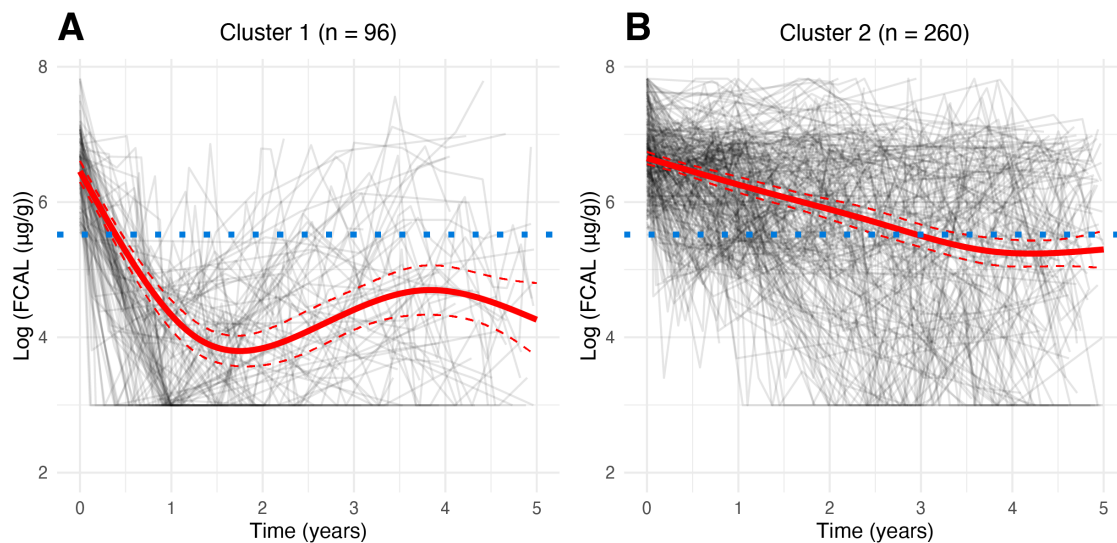 A
Cluster 1 (n = 96)
Log (FCAL (μg/g))
8
6
4
2
0 1 2 3 4 5
Time (years)
B
Cluster 2 (n = 260)
Log (FCAL (μg/g))
8
6
4
2
0 1 2 3 4 5
Time (years)